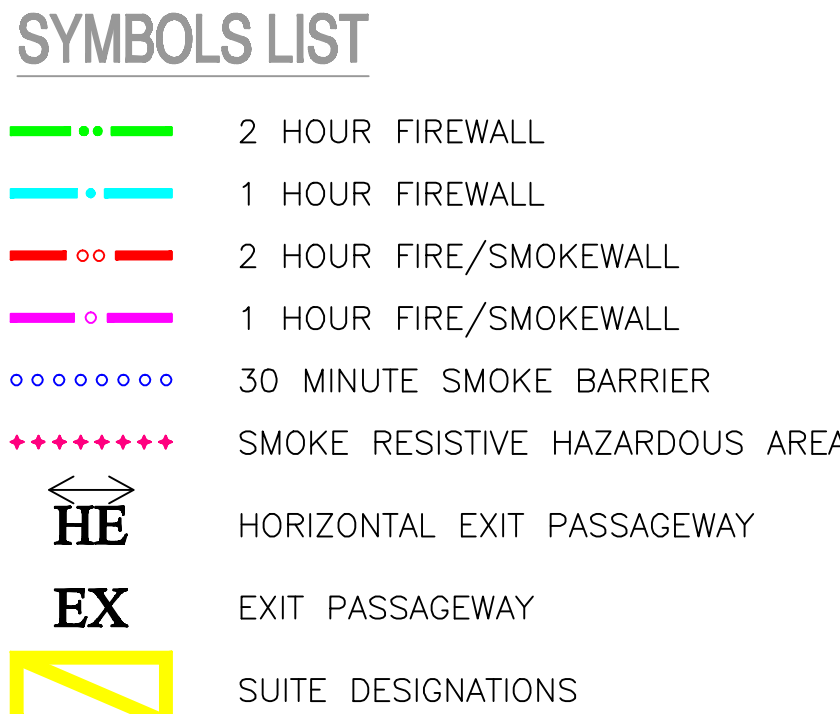 SYMBOLS LIST
2 HOUR FIREWALL
1 HOUR FIREWALL
2 HOUR FIRE/SMOKEWALL
1 HOUR FIRE/SMOKEWALL
30 MINUTE SMOKE BARRIER
SMOKE RESISTIVE HAZARDOUS AREA
HE HORIZONTAL EXIT PASSAGEWAY
EX EXIT PASSAGEWAY
SUITE DESIGNATIONS